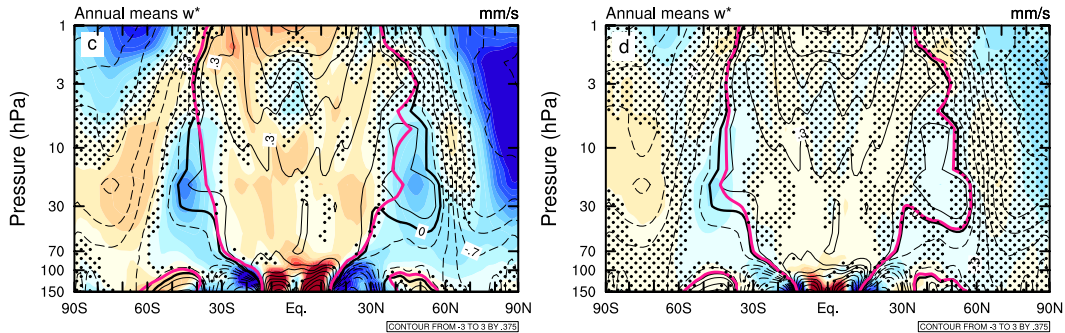 Annual means w* mm/s
c
Pressure (hPa)
1
3
10
30
70
100
150
.3
.3
0
-.7
90S 60S 30S Eq. 30N 60N 90N
CONTOUR FROM -3 TO 3 BY .375
Annual means w* mm/s
d
Pressure (hPa)
1
3
10
30
70
100
150
.3
90S 60S 30S Eq. 30N 60N 90N
CONTOUR FROM -3 TO 3 BY .375